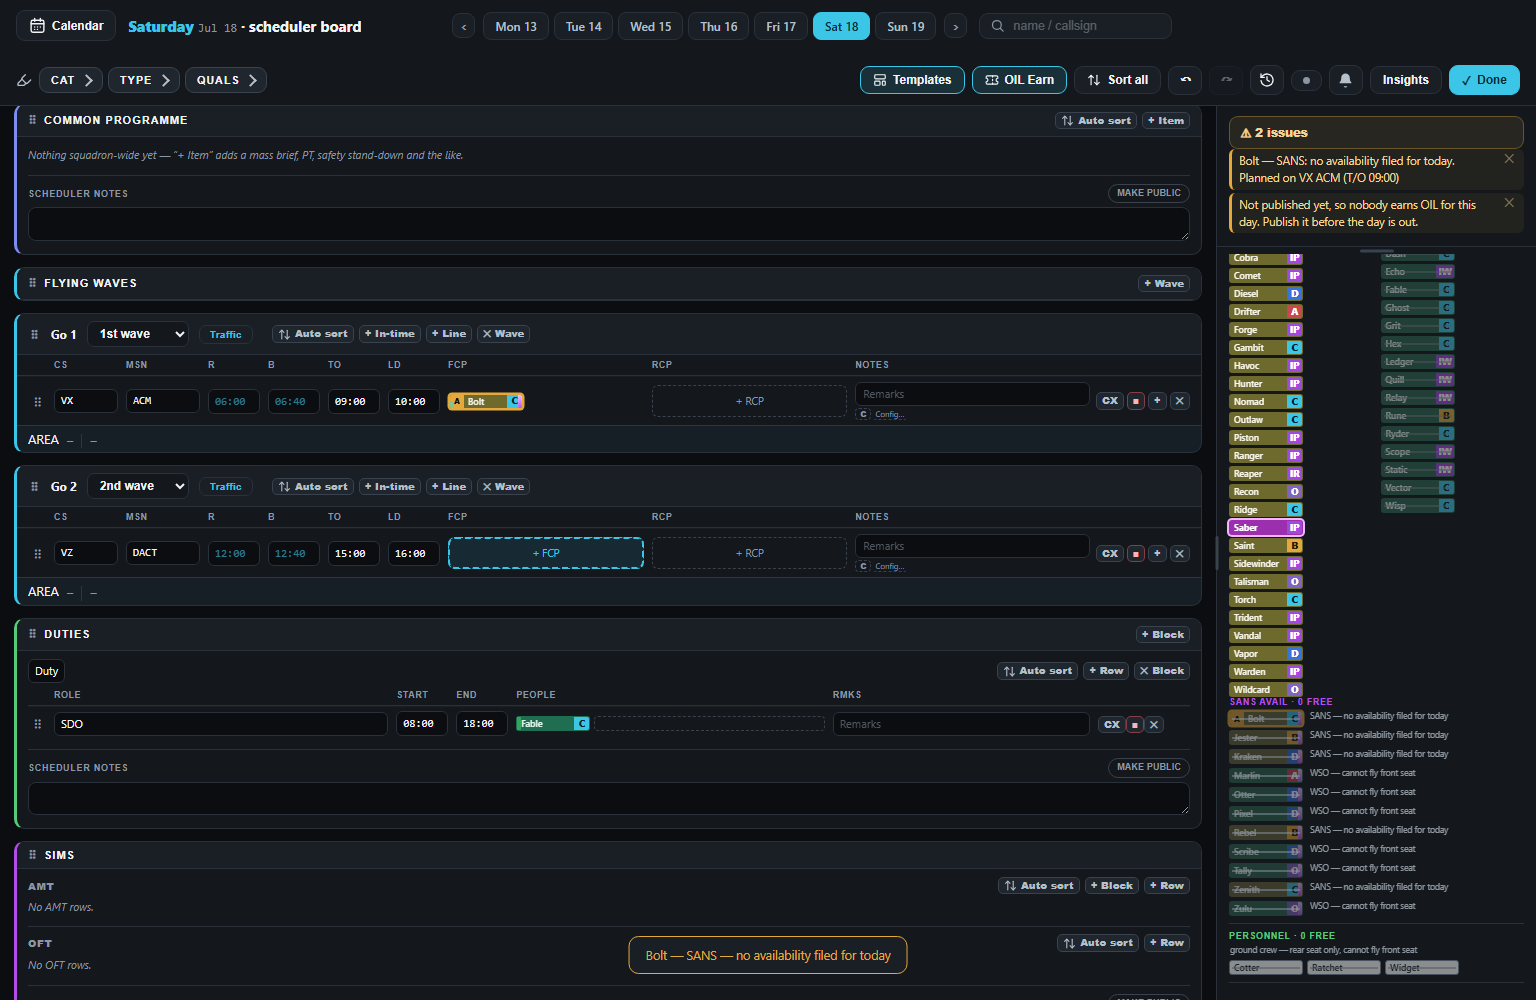 Calendar
Saturday Jul 18 · scheduler board
Mon 13
Tue 14
Wed 15
Thu 16
Fri 17
Sat 18
Sun 19
name / callsign
CAT
TYPE
QUALS
Templates
OIL Earn
Sort all
Insights
✓ Done
COMMON PROGRAMME
Auto sort
+ Item
Nothing squadron-wide yet — "+ Item" adds a mass brief, PT, safety stand-down and the like.
SCHEDULER NOTES
MAKE PUBLIC
FLYING WAVES
+ Wave
Go 1
1st wave
Traffic
Auto sort
+ In-time
+ Line
✕ Wave
CS MSN R B TO LD FCP RCP NOTES
VX ACM 06:00 06:40 09:00 10:00 A Bolt C + RCP Remarks CX + ✕
C Config...
AREA – –
Go 2
2nd wave
Traffic
Auto sort
+ In-time
+ Line
✕ Wave
CS MSN R B TO LD FCP RCP NOTES
VZ DACT 12:00 12:40 15:00 16:00 + FCP + RCP Remarks CX + ✕
C Config...
AREA – –
DUTIES
+ Block
Duty
Auto sort
+ Row
✕ Block
ROLE START END PEOPLE RMKS
SDO 08:00 18:00 Fable C Remarks CX ✕
SCHEDULER NOTES
MAKE PUBLIC
SIMS
AMT
Auto sort
+ Block
+ Row
No AMT rows.
OFT
Auto sort
+ Row
No OFT rows.
Bolt — SANS — no availability filed for today
⚠ 2 issues
Bolt — SANS: no availability filed for today.
Planned on VX ACM (T/O 09:00)
Not published yet, so nobody earns OIL for this
day. Publish it before the day is out.
Cobra IP
Comet IP
Diesel D
Drifter A
Forge IP
Gambit C
Havoc IP
Hunter IP
Nomad C
Outlaw C
Piston IP
Ranger IP
Reaper IR
Recon O
Ridge C
Saber IP
Saint B
Sidewinder IP
Talisman O
Torch C
Trident IP
Vandal IP
Vapor D
Warden IP
Wildcard O
Dash C
Echo IW
Fable C
Ghost C
Grit C
Hex C
Ledger IW
Quill IW
Relay IW
Rune B
Ryder C
Scope IW
Static IW
Vector C
Wisp C
SANS AVAIL · 0 FREE
A Bolt C SANS — no availability filed for today
Jester B SANS — no availability filed for today
Kraken D SANS — no availability filed for today
Marlin A WSO — cannot fly front seat
Otter D WSO — cannot fly front seat
Pixel D WSO — cannot fly front seat
Rebel B SANS — no availability filed for today
Scribe D WSO — cannot fly front seat
Tally O WSO — cannot fly front seat
Zenith C SANS — no availability filed for today
Zulu O WSO — cannot fly front seat
PERSONNEL · 0 FREE
ground crew — rear seat only, cannot fly front seat
Cotter
Ratchet
Widget